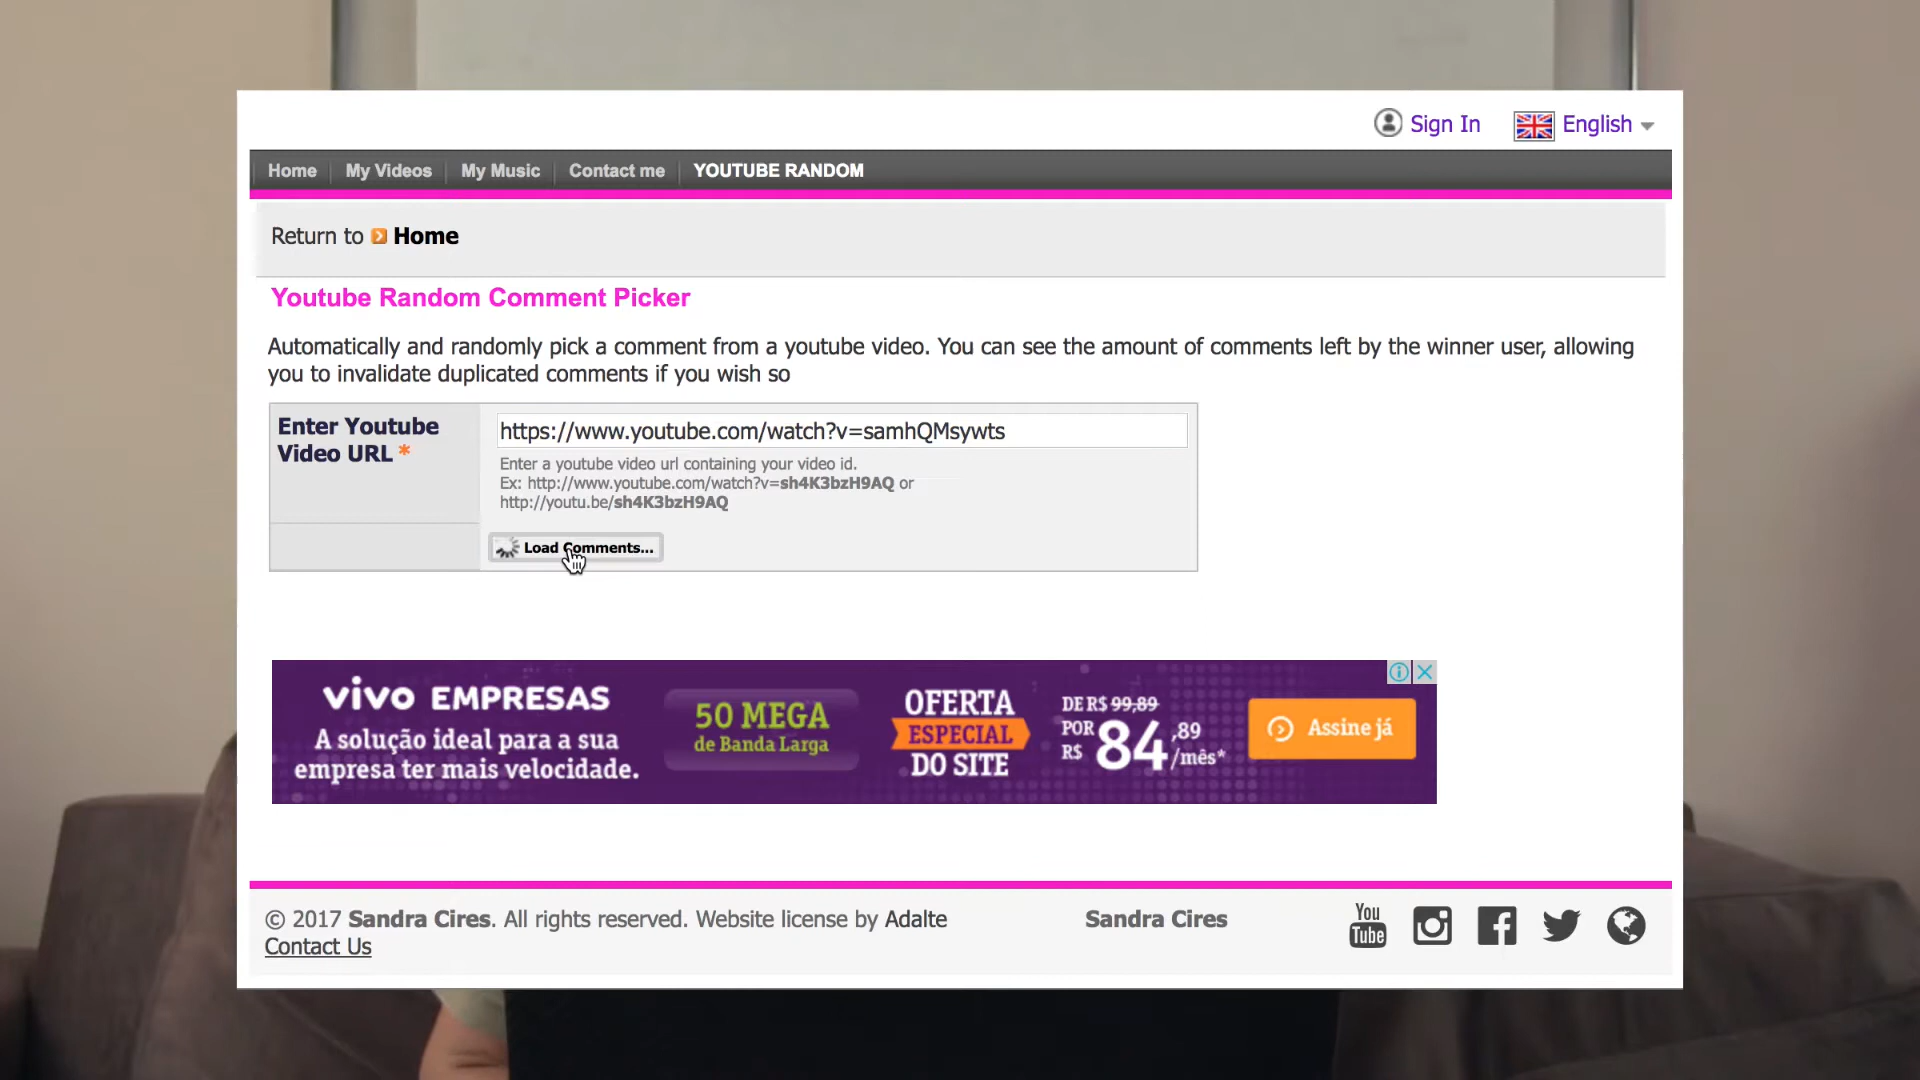 Sign In English
Home My Videos My Music Contact me YOUTUBE RANDOM
Return to Home
Youtube Random Comment Picker
Automatically and randomly pick a comment from a youtube video. You can see the amount of comments left by the winner user, allowing
you to invalidate duplicated comments if you wish so
Enter Youtube
Video URL *
https://www.youtube.com/watch?v=samhQMsywts
Enter a youtube video url containing your video id.
Ex: http://www.youtube.com/watch?v=sh4K3bzH9AQ or
http://youtu.be/sh4K3bzH9AQ
Load Comments...
vivo EMPRESAS
A solução ideal para a sua
empresa ter mais velocidade.
50 MEGA
de Banda Larga
OFERTA
ESPECIAL
DO SITE
DE R$ 99,89
POR R$ 84,89 /mês*
Assine já
© 2017 Sandra Cires. All rights reserved. Website license by Adalte
Contact Us
Sandra Cires
You
Tube